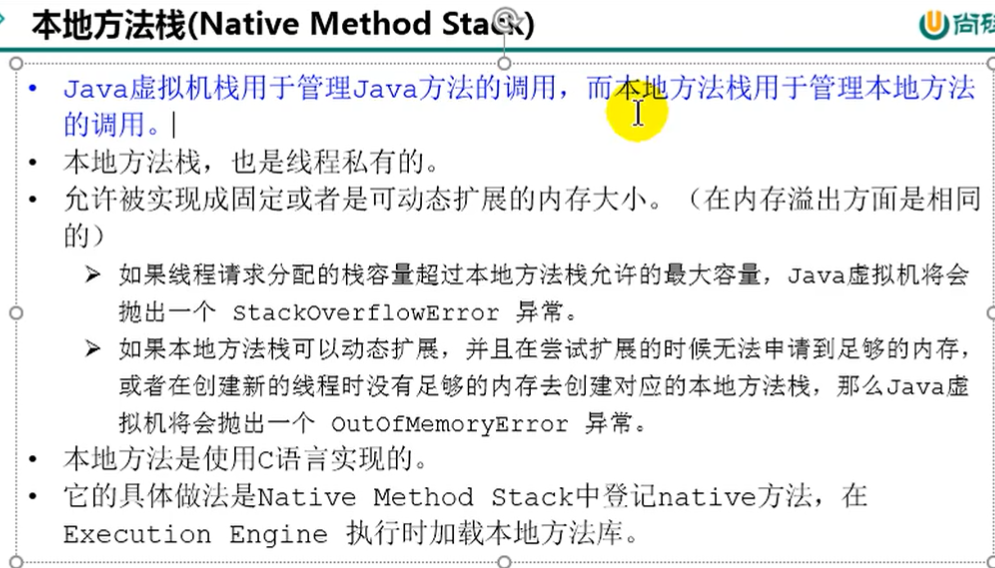 本地方法栈(Native Method Stack)
尚硅
• Java虚拟机栈用于管理Java方法的调用，而本地方法栈用于管理本地方法
的调用。
• 本地方法栈，也是线程私有的。
• 允许被实现成固定或者是可动态扩展的内存大小。（在内存溢出方面是相同
的）
➢ 如果线程请求分配的栈容量超过本地方法栈允许的最大容量，Java虚拟机将会
抛出一个 StackOverflowError 异常。
➢ 如果本地方法栈可以动态扩展，并且在尝试扩展的时候无法申请到足够的内存，
或者在创建新的线程时没有足够的内存去创建对应的本地方法栈，那么Java虚
拟机将会抛出一个 OutOfMemoryError 异常。
• 本地方法是使用C语言实现的。
• 它的具体做法是Native Method Stack中登记native方法，在
Execution Engine 执行时加载本地方法库。